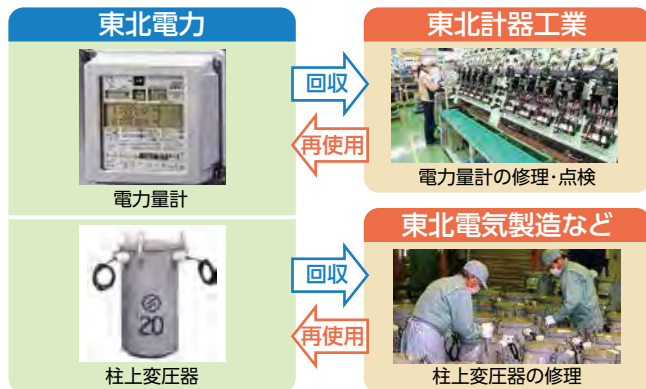 東北電力
回収
再使用
電力量計
東北計器工業
電力量計の修理・点検
回収
再使用
20
柱上変圧器
東北電気製造など
柱上変圧器の修理